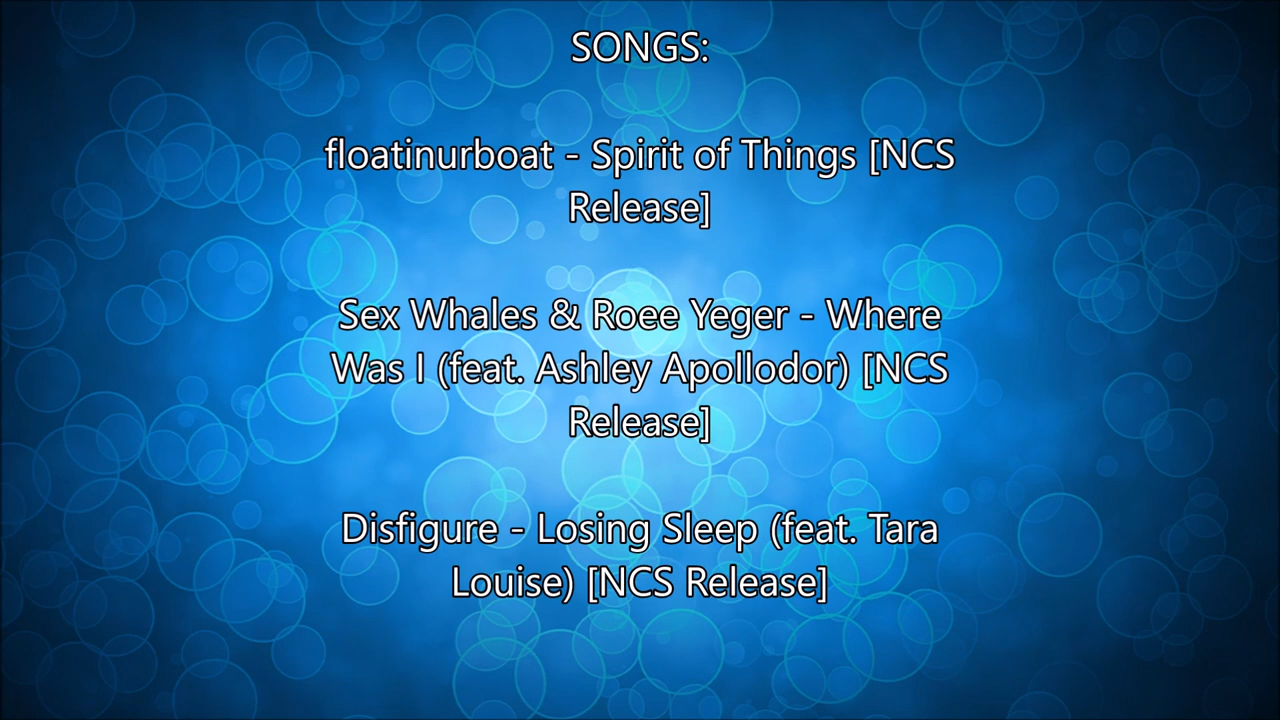 SONGS:
floatinurboat - Spirit of Things [NCS
Release]
Sex Whales & Roee Yeger - Where
Was I (feat. Ashley Apollodor) [NCS
Release]
Disfigure - Losing Sleep (feat. Tara
Louise) [NCS Release]